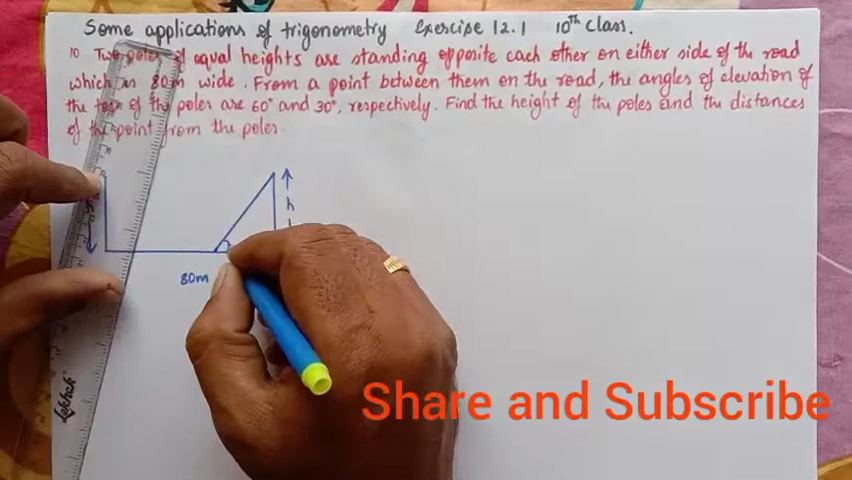 Some applications of trigonometry Exercise 12.1 10th class.
10 Two poles of equal heights are standing opposite each other on either side of the road
which is 80m wide. From a point between them on the road, the angles of elevation of
the tops of the poles are 60° and 30°, respectively. Find the height of the poles and the distances
of the point from the poles.
h
80m
Lekhak
Share and Subscribe